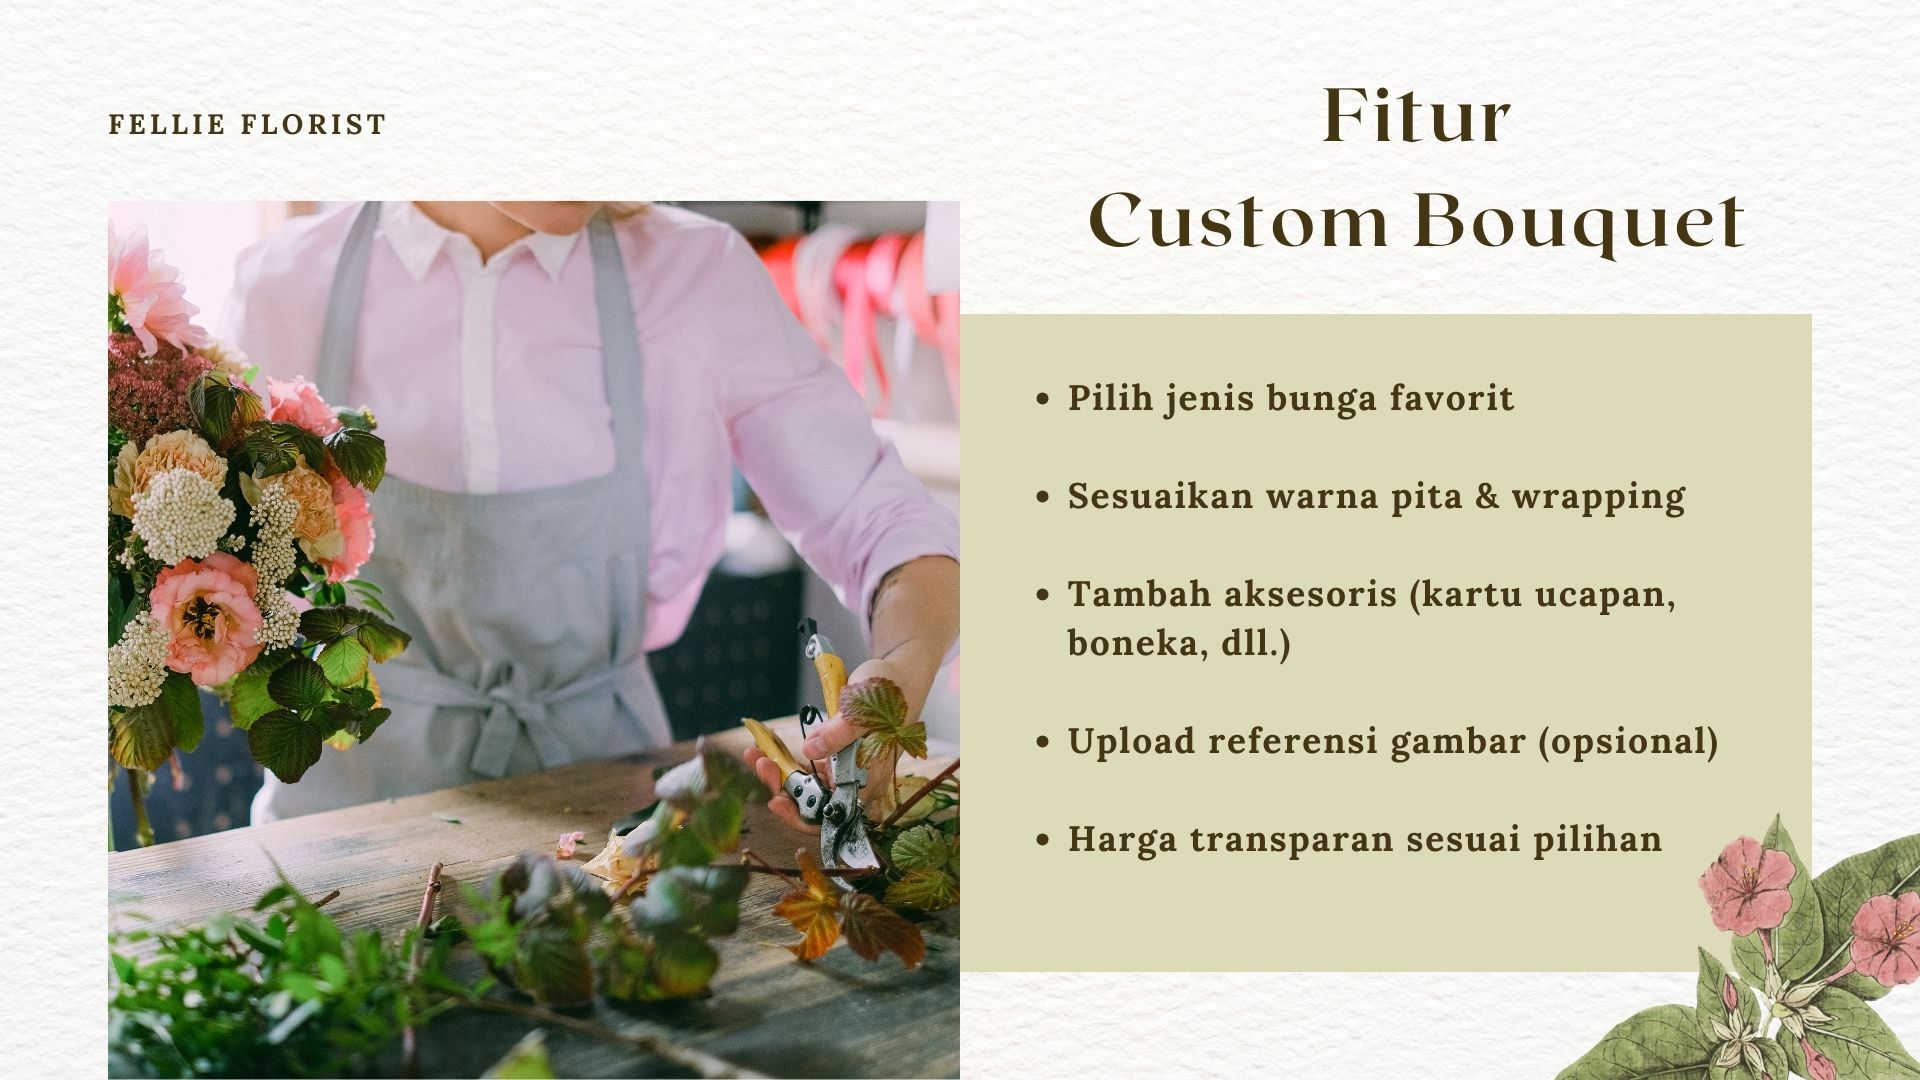 FELLIE FLORIST
Fitur
Custom Bouquet
• Pilih jenis bunga favorit
• Sesuaikan warna pita & wrapping
• Tambah aksesoris (kartu ucapan,
boneka, dll.)
• Upload referensi gambar (opsional)
• Harga transparan sesuai pilihan